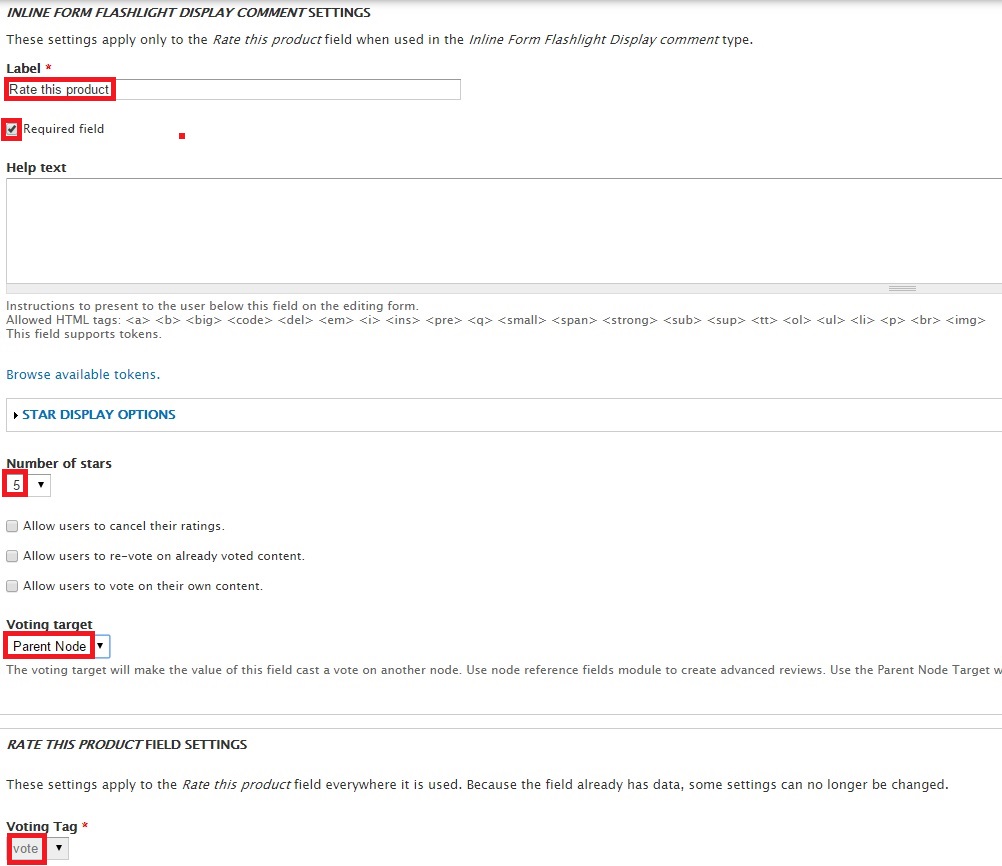 INLINE FORM FLASHLIGHT DISPLAY COMMENT SETTINGS
These settings apply only to the Rate this product field when used in the Inline Form Flashlight Display comment type.
Label *
Rate this product
Required field
Help text
Instructions to present to the user below this field on the editing form.
Allowed HTML tags: <a> <b> <big> <code> <del> <em> <i> <ins> <pre> <q> <small> <span> <strong> <sub> <sup> <tt> <ol> <ul> <li> <p> <br> <img>
This field supports tokens.
Browse available tokens.
STAR DISPLAY OPTIONS
Number of stars
5
Allow users to cancel their ratings.
Allow users to re-vote on already voted content.
Allow users to vote on their own content.
Voting target
Parent Node
The voting target will make the value of this field cast a vote on another node. Use node reference fields module to create advanced reviews. Use the Parent Node Target w
RATE THIS PRODUCT FIELD SETTINGS
These settings apply to the Rate this product field everywhere it is used. Because the field already has data, some settings can no longer be changed.
Voting Tag *
vote